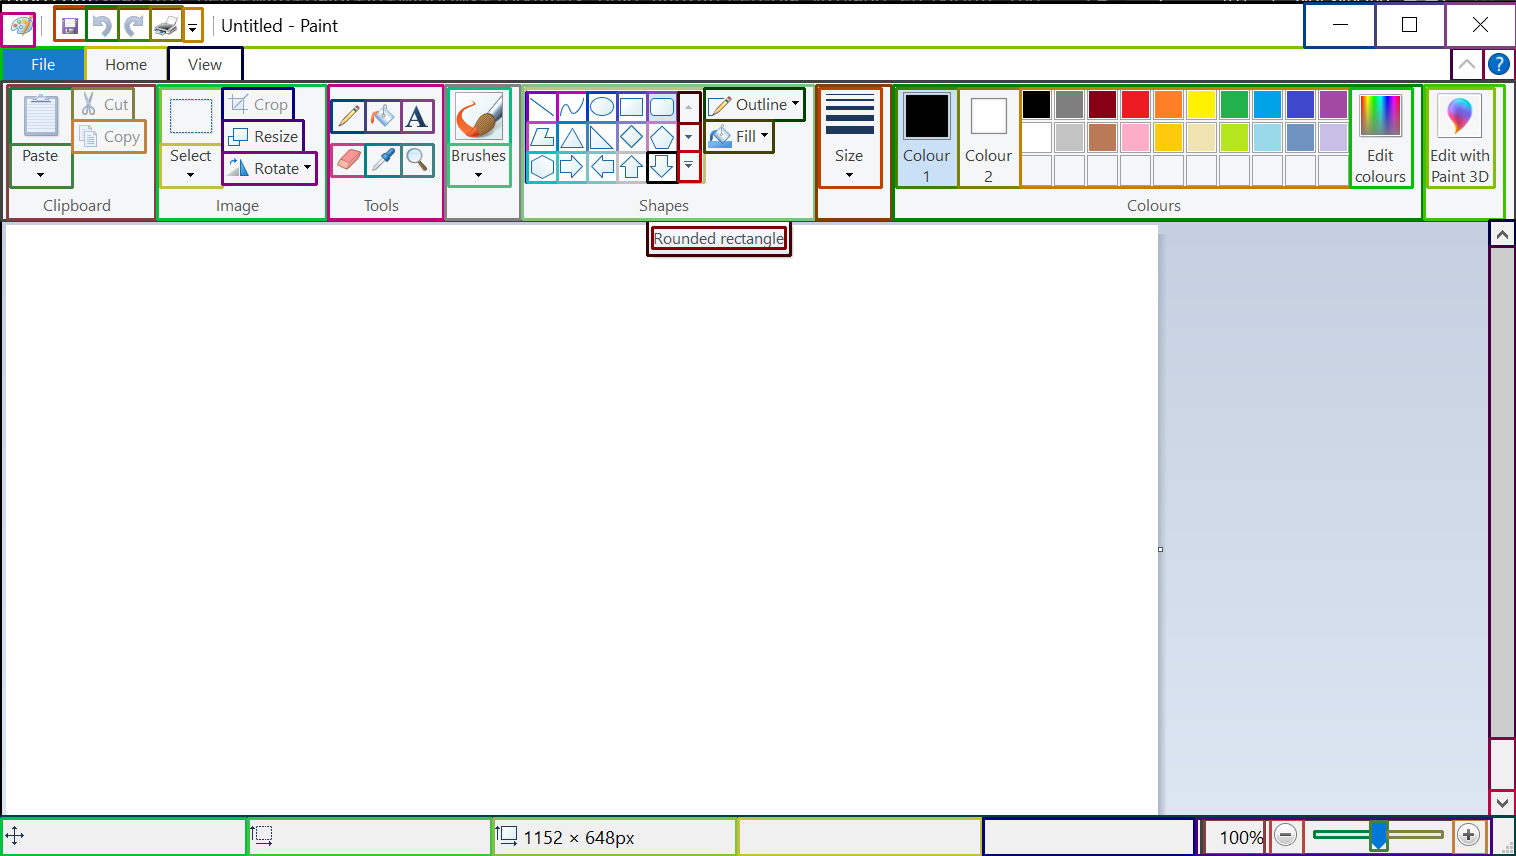 Untitled - Paint
File Home View
Cut Crop Outline
Copy Resize Fill
Paste Select Rotate Brushes Size Colour 1 Colour 2 Edit colours Edit with Paint 3D
Clipboard Image Tools Shapes Colours
Rounded rectangle
1152 × 648px 100%